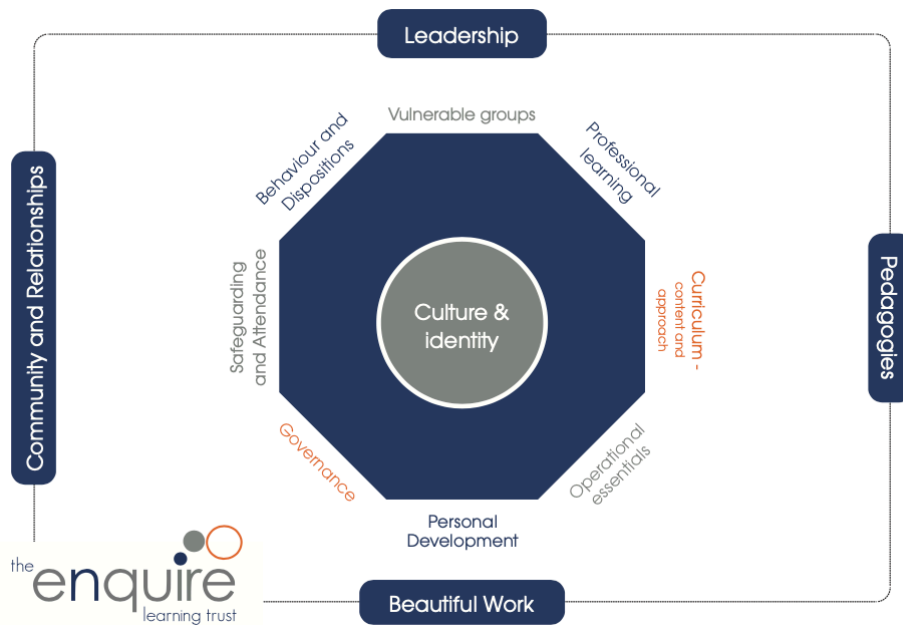 Leadership
Vulnerable groups
Behaviour and
Dispositions
Professional
learning
Community and Relationships
Safeguarding
and Attendance
Culture &
identity
Curriculum -
content and
approach
Pedagogies
Governance
Operational
essentials
Personal
Development
the
enquire
learning trust
Beautiful Work